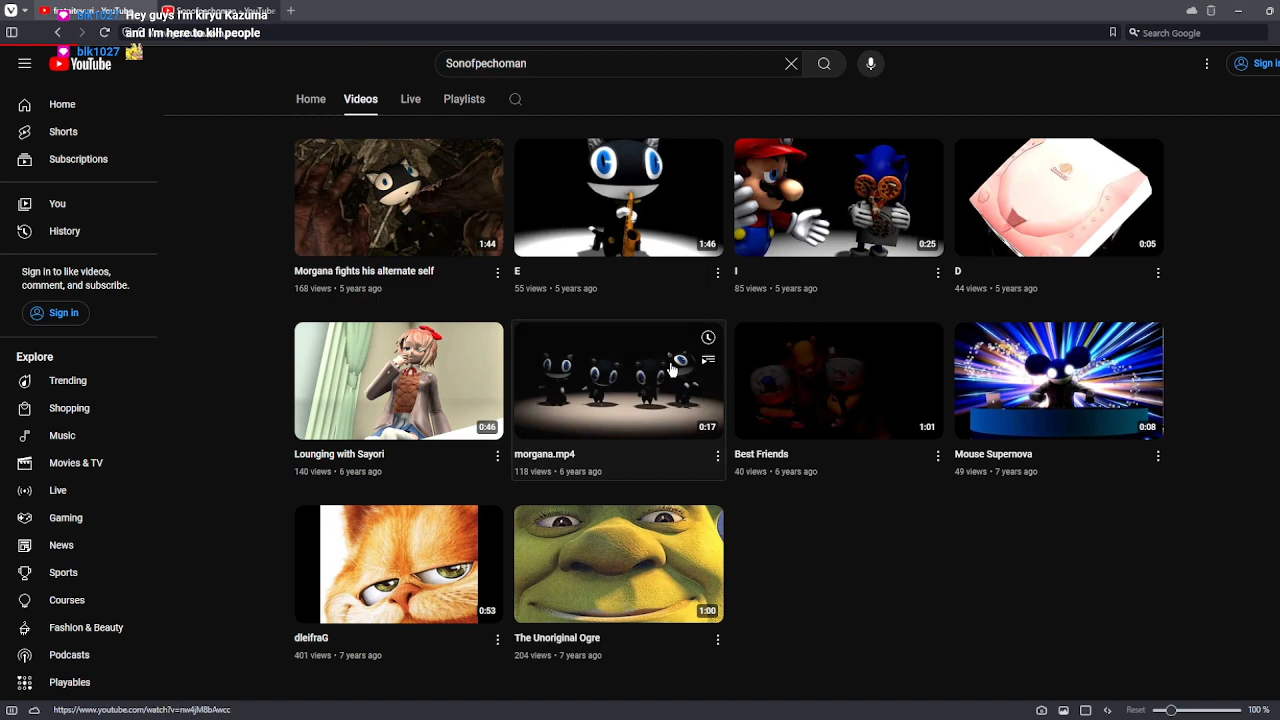 blk1027 Hey guys I'm kiryu Kazuma
and I'm here to kill people
Sonofpechoman - YouTube
Search Google
blk1027
YouTube
Sonofpechoman
Sign in
Home
Videos
Live
Playlists
Home
Shorts
Subscriptions
You
History
Sign in to like videos,
comment, and subscribe.
Sign in
Explore
Trending
Shopping
Music
Movies & TV
Live
Gaming
News
Sports
Courses
Fashion & Beauty
Podcasts
Playables
1:44
Morgana fights his alternate self
168 views • 5 years ago
1:46
E
55 views • 5 years ago
0:25
I
85 views • 5 years ago
0:05
D
44 views • 5 years ago
0:46
Lounging with Sayori
140 views • 6 years ago
0:17
morgana.mp4
118 views • 6 years ago
1:01
Best Friends
40 views • 6 years ago
0:08
Mouse Supernova
49 views • 7 years ago
0:53
dleifraG
401 views • 7 years ago
1:00
The Unoriginal Ogre
204 views • 7 years ago
https://www.youtube.com/watch?v=nw4jM8bAwcc
Reset
100 %